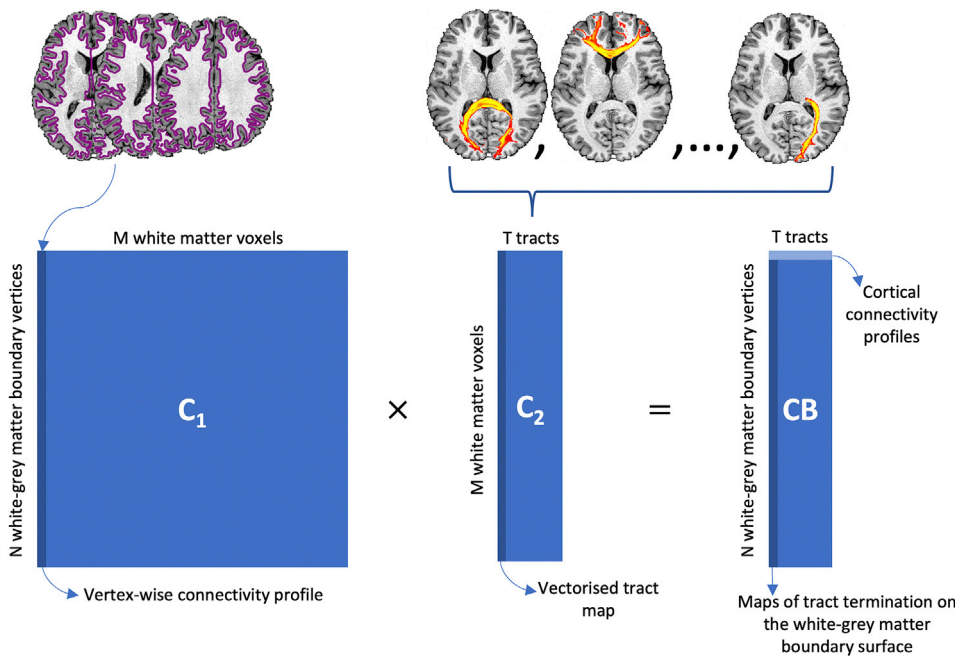 , ,...,
M white matter voxels
N white-grey matter boundary vertices
C₁
Vertex-wise connectivity profile
×
T tracts
M white matter voxels
C₂
Vectorised tract
map
=
T tracts
N white-grey matter boundary vertices
CB
Cortical
connectivity
profiles
Maps of tract termination on
the white-grey matter
boundary surface